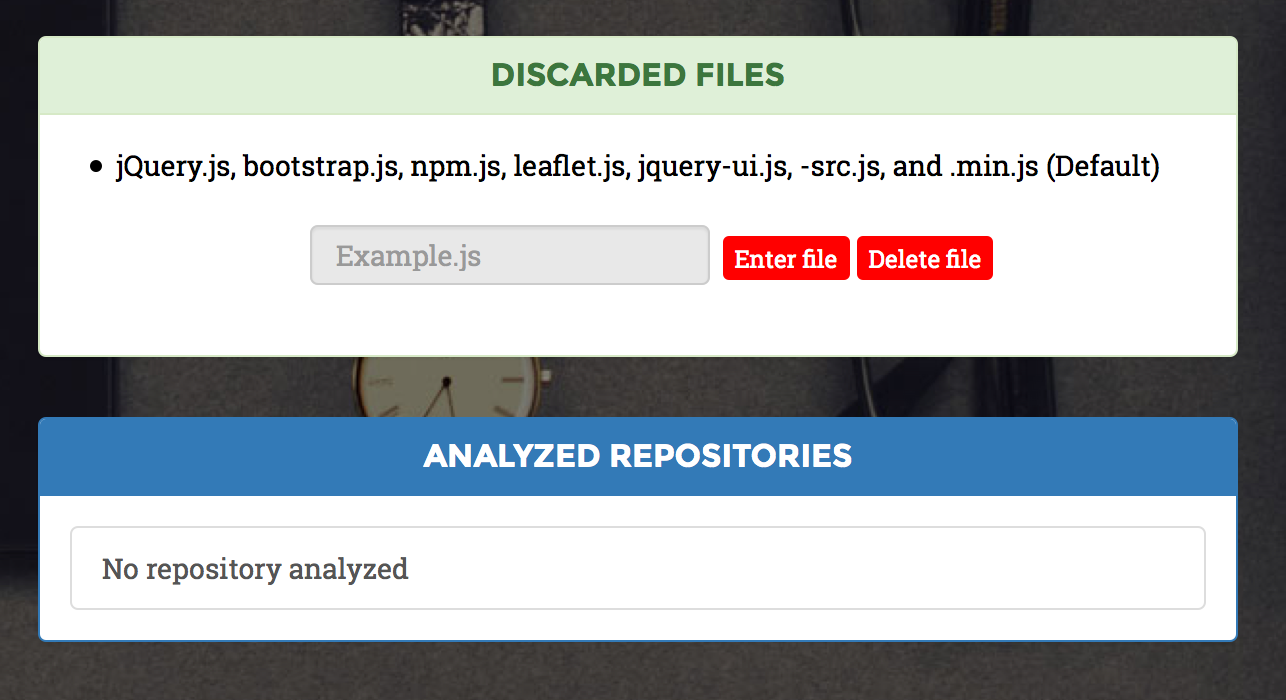 DISCARDED FILES
jQuery.js, bootstrap.js, npm.js, leaflet.js, jquery-ui.js, -src.js, and .min.js (Default)
Example.js Enter file Delete file
ANALYZED REPOSITORIES
No repository analyzed